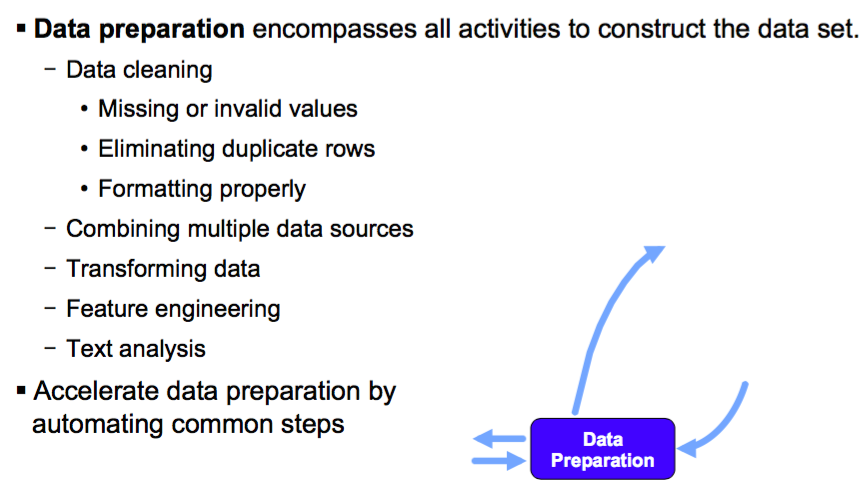 ▪ Data preparation encompasses all activities to construct the data set.
– Data cleaning
• Missing or invalid values
• Eliminating duplicate rows
• Formatting properly
– Combining multiple data sources
– Transforming data
– Feature engineering
– Text analysis
▪ Accelerate data preparation by
automating common steps
Data
Preparation